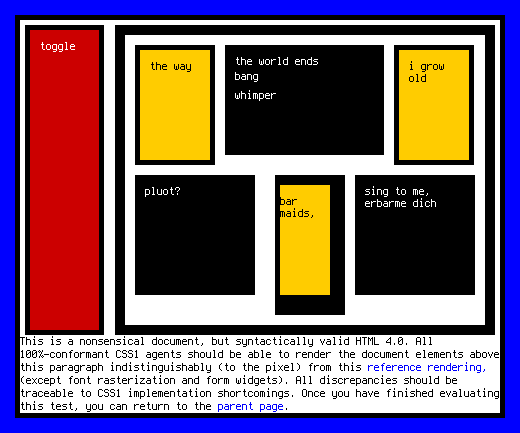 toggle
the way
the world ends
bang
whimper
i grow
old
pluot?
bar
maids,
sing to me,
erbarme dich
This is a nonsensical document, but syntactically valid HTML 4.0. All
100%-conformant CSS1 agents should be able to render the document elements above
this paragraph indistinguishably (to the pixel) from this reference rendering,
(except font rasterization and form widgets). All discrepancies should be
traceable to CSS1 implementation shortcomings. Once you have finished evaluating
this test, you can return to the parent page.